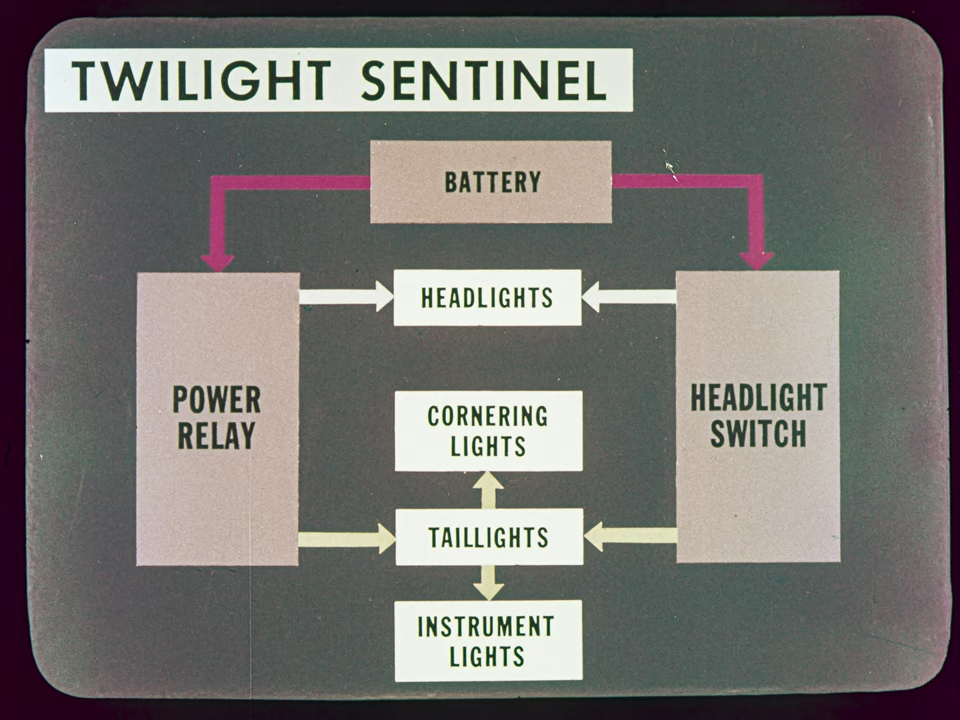 TWILIGHT SENTINEL
BATTERY
HEADLIGHTS
POWER
RELAY
HEADLIGHT
SWITCH
CORNERING
LIGHTS
TAILLIGHTS
INSTRUMENT
LIGHTS